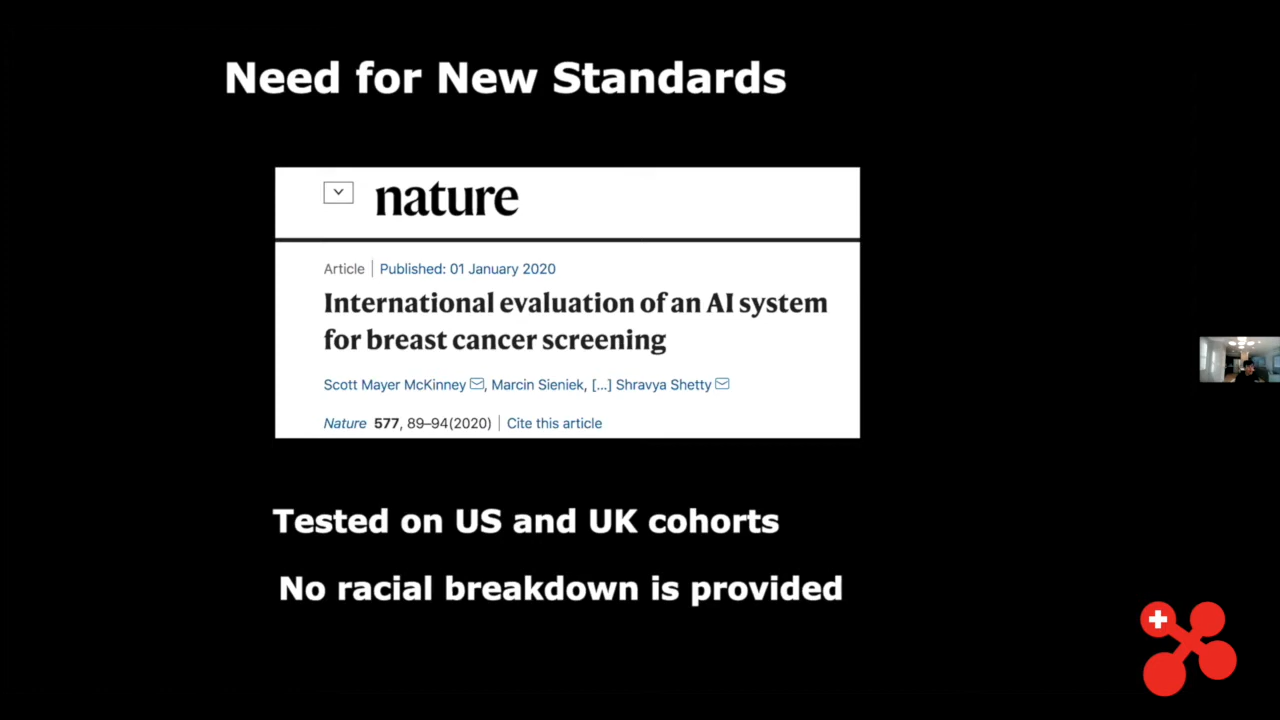 Need for New Standards
nature
Article | Published: 01 January 2020
International evaluation of an AI system
for breast cancer screening
Scott Mayer McKinney, Marcin Sieniek, [...] Shravya Shetty
Nature 577, 89–94(2020) | Cite this article
Tested on US and UK cohorts
No racial breakdown is provided